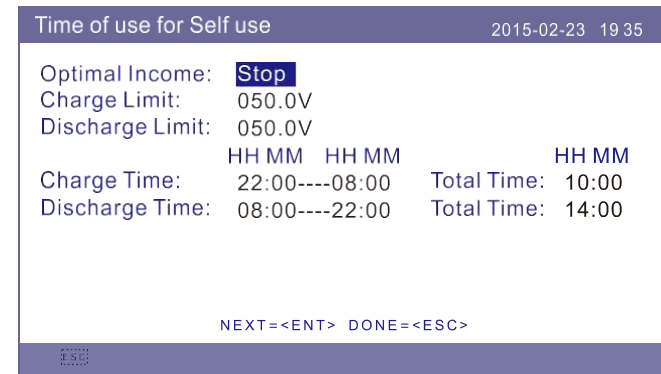 Time of use for Self use 2015-02-23 19 35
Optimal Income: Stop
Charge Limit: 050.0V
Discharge Limit: 050.0V
HH MM HH MM HH MM
Charge Time: 22:00----08:00 Total Time: 10:00
Discharge Time: 08:00----22:00 Total Time: 14:00
NEXT=<ENT> DONE=<ESC>
ESC